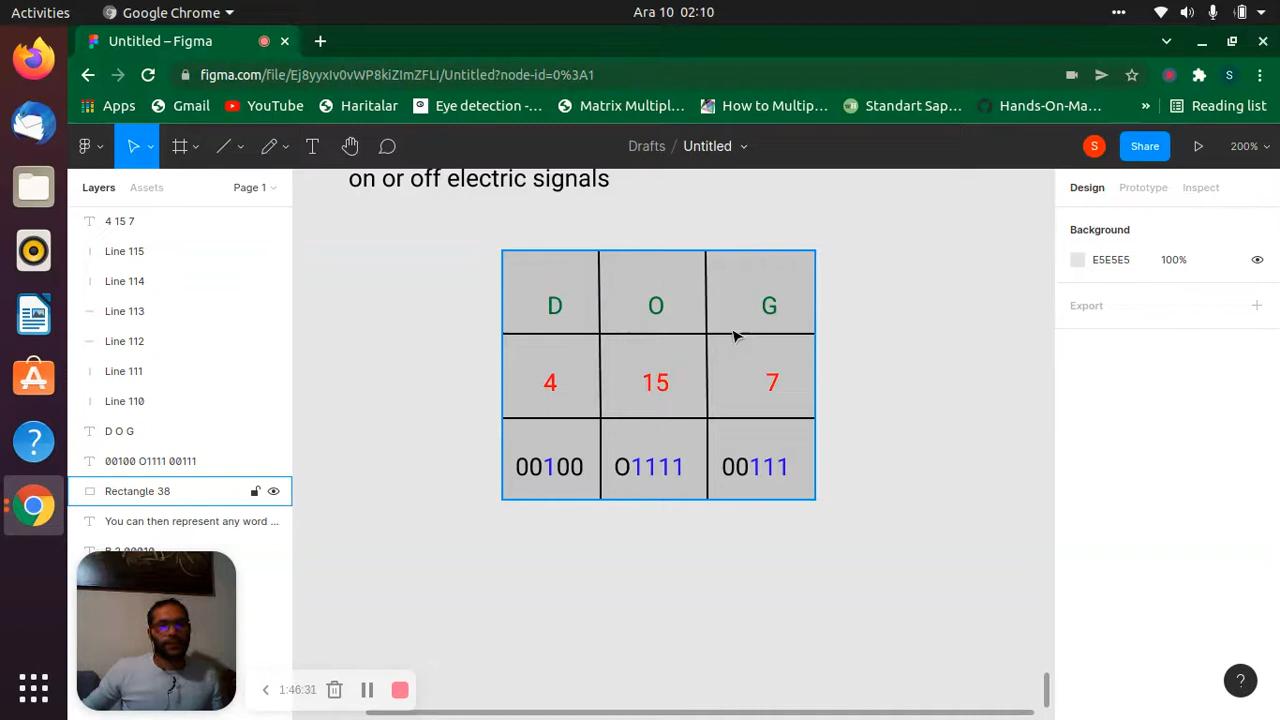 Activities Google Chrome Ara 10 02:10
Untitled – Figma
figma.com/file/Ej8yyxIv0vWP8kiZImZFLI/Untitled?node-id=0%3A1 S
Apps Gmail YouTube Haritalar Eye detection -... Matrix Multipl... How to Multip... Standart Sap... Hands-On-Ma... » Reading list
Drafts / Untitled S Share 200%
Layers Assets Page 1
on or off electric signals
Design Prototype Inspect
4 15 7
Background
Line 115
E5E5E5 100%
Line 114
D O G
Export
Line 113
Line 112
Line 111
4 15 7
Line 110
D O G
00100 O1111 00111
00100 O1111 00111
Rectangle 38
You can then represent any word ...
B 2 00010
1:46:31
?